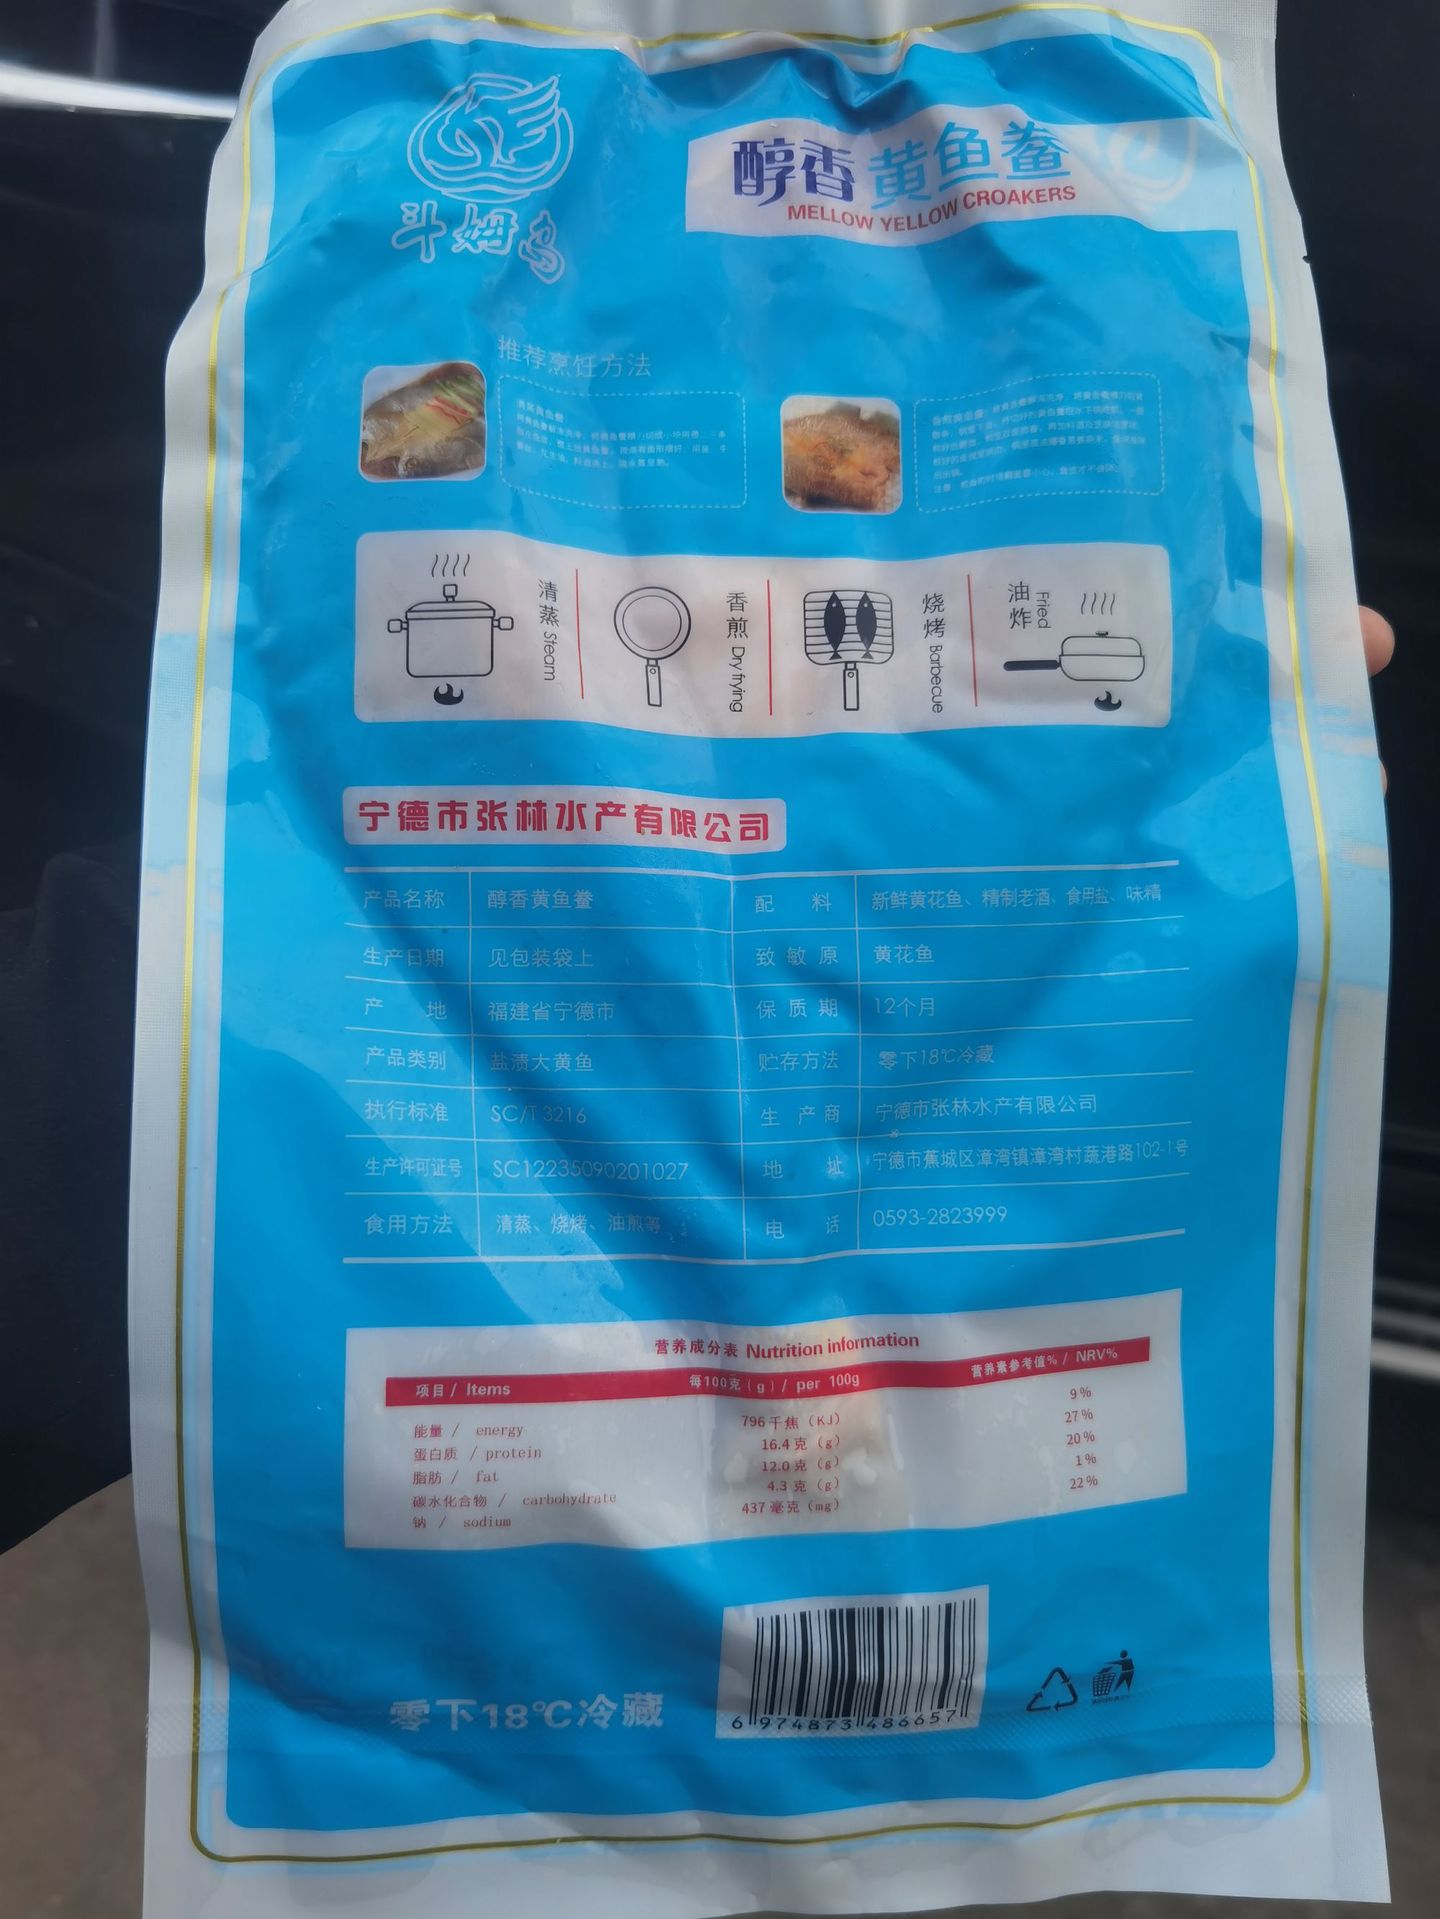 斗姆岛
醇香黄鱼鲞
MELLOW YELLOW CROAKERS
推荐烹饪方法
清蒸 Steam
香煎 Dry frying
烧烤 Barbecue
油炸 Fried
宁德市张林水产有限公司
产品名称 醇香黄鱼鲞 配料 新鲜黄花鱼、精制老酒、食用盐、味精
生产日期 见包装袋上 致敏原 黄花鱼
产地 福建省宁德市 保质期 12个月
产品类别 盐渍大黄鱼 贮存方法 零下18℃冷藏
执行标准 SC/T 3216 生产商 宁德市张林水产有限公司
生产许可证号 SC12235090201027 地址 宁德市蕉城区漳湾镇漳湾村蔬港路102-1号
食用方法 清蒸、烧烤、油煎等 电话 0593-2823999
营养成分表 Nutrition information
项目 / Items 每100克(g) / per 100g 营养素参考值% / NRV%
能量 / energy 796千焦(KJ) 9%
蛋白质 / protein 16.4克(g) 27%
脂肪 / fat 12.0克(g) 20%
碳水化合物 / carbohydrate 4.3克(g) 1%
钠 / sodium 437毫克(mg) 22%
零下18℃冷藏
6 974873 486657